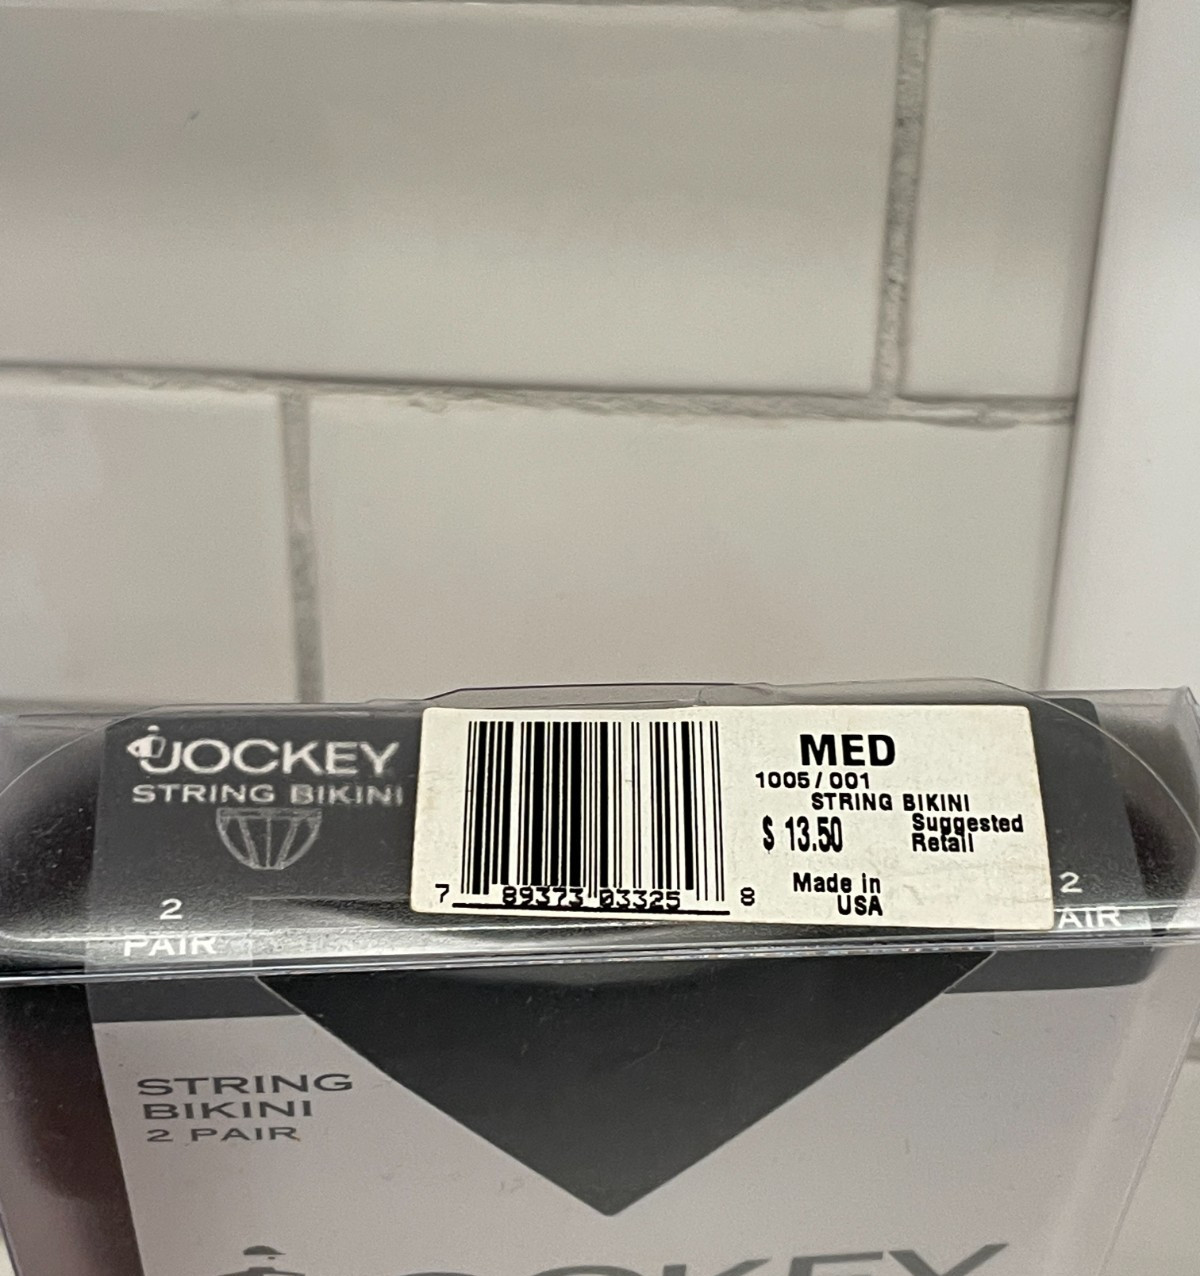 JOCKEY
STRING BIKINI
2
PAIR
7 89373 03325 8
MED
1005/001
STRING BIKINI
$ 13.50 Suggested
Retail
Made in
USA
2
AIR
STRING
BIKINI
2 PAIR
JOCKEY